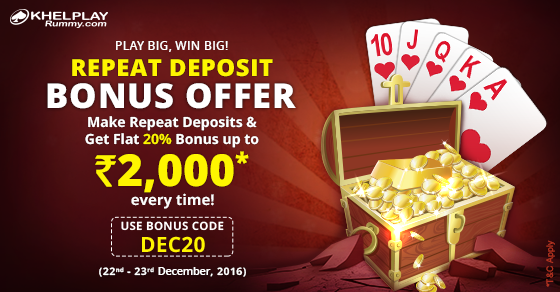 KHELPLAY
Rummy.com
PLAY BIG, WIN BIG!
REPEAT DEPOSIT
BONUS OFFER
Make Repeat Deposits &
Get Flat 20% Bonus up to
₹2,000*
every time!
USE BONUS CODE
DEC20
(22nd - 23rd December, 2016)
10 J Q K A
*T&C Apply